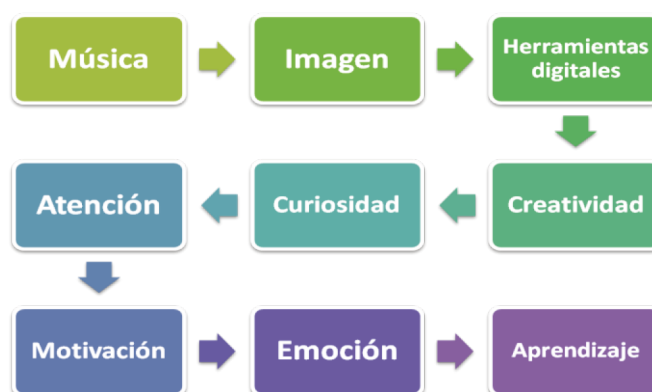 Música
Imagen
Herramientas
digitales
Creatividad
Curiosidad
Atención
Motivación
Emoción
Aprendizaje